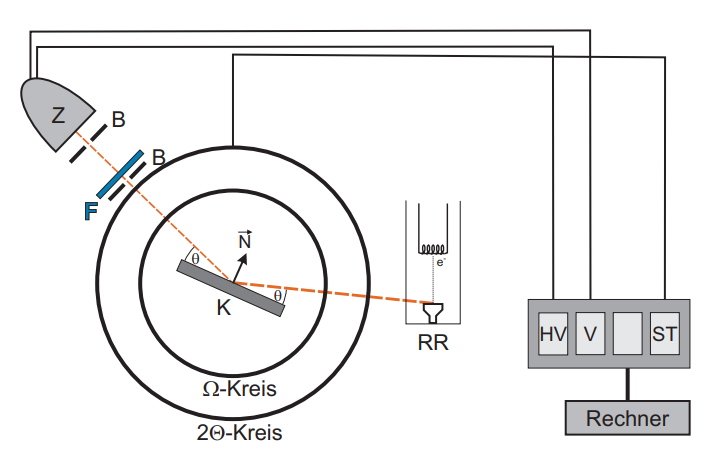 Z
B
B
F
N
θ
θ
K
e-
RR
Ω-Kreis
2Θ-Kreis
HV V ST
Rechner